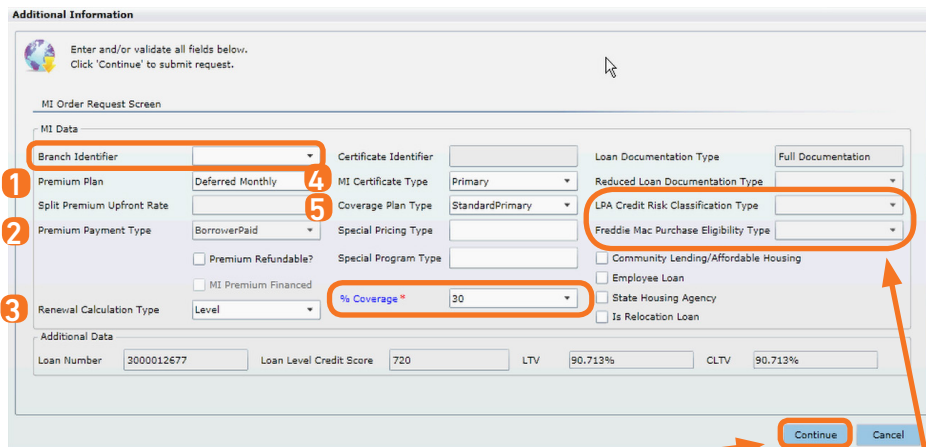 Additional Information
Enter and/or validate all fields below.
Click 'Continue' to submit request.
MI Order Request Screen
MI Data
Branch Identifier
Certificate Identifier
Loan Documentation Type Full Documentation
1 Premium Plan Deferred Monthly
4 MI Certificate Type Primary
Reduced Loan Documentation Type
Split Premium Upfront Rate
5 Coverage Plan Type StandardPrimary
LPA Credit Risk Classification Type
2 Premium Payment Type BorrowerPaid
Special Pricing Type
Freddie Mac Purchase Eligibility Type
Premium Refundable?
Special Program Type
Community Lending/Affordable Housing
MI Premium Financed
Employee Loan
% Coverage* 30
State Housing Agency
3 Renewal Calculation Type Level
Is Relocation Loan
Additional Data
Loan Number 3000012677 Loan Level Credit Score 720 LTV 90.713% CLTV 90.713%
Continue Cancel